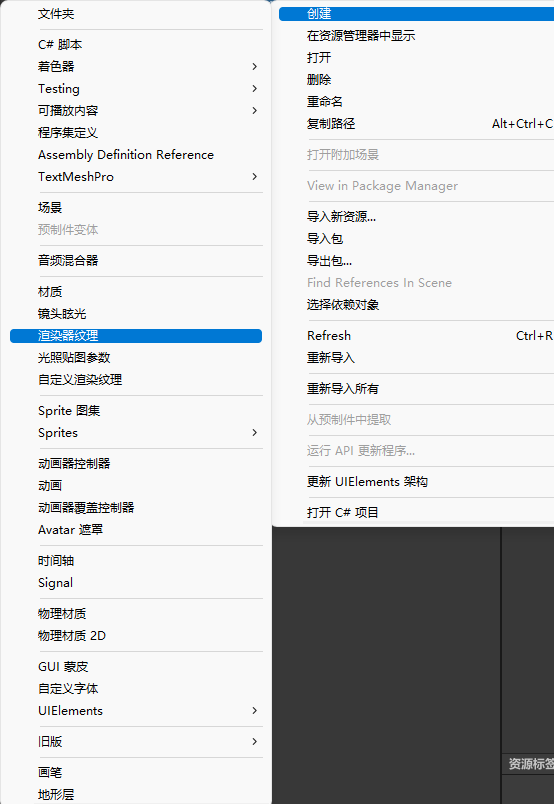 文件夹
C# 脚本
着色器
Testing
可播放内容
程序集定义
Assembly Definition Reference
TextMeshPro
场景
预制件变体
音频混合器
材质
镜头眩光
渲染器纹理
光照贴图参数
自定义渲染纹理
Sprite 图集
Sprites
动画器控制器
动画
动画器覆盖控制器
Avatar 遮罩
时间轴
Signal
物理材质
物理材质 2D
GUI 蒙皮
自定义字体
UIElements
旧版
画笔
地形层
创建
在资源管理器中显示
打开
删除
重命名
复制路径 Alt+Ctrl+C
打开附加场景
View in Package Manager
导入新资源...
导入包
导出包...
Find References In Scene
选择依赖对象
Refresh Ctrl+R
重新导入
重新导入所有
从预制件中提取
运行 API 更新程序...
更新 UIElements 架构
打开 C# 项目
资源标签